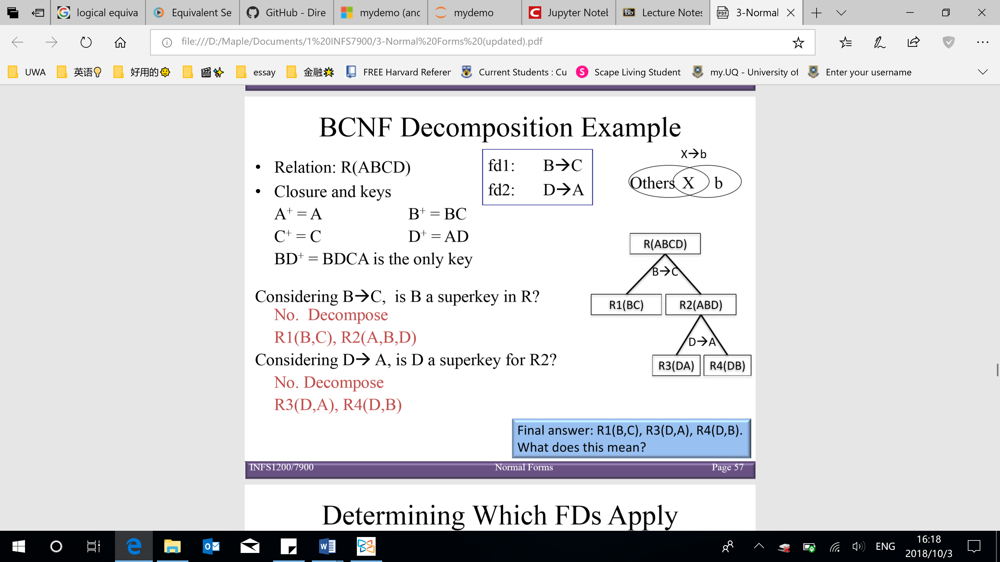 logical equiva
Equivalent Se
GitHub - Dire
mydemo (anc
mydemo
Jupyter Noteb
Lecture Notes
3-Normal
file:///D:/Maple/Documents/1%20INFS7900/3-Normal%20Forms%20(updated).pdf
UWA
英语
好用的
essay
金融
FREE Harvard Referer
Current Students : Cu
Scape Living Student
my.UQ - University of
Enter your username
BCNF Decomposition Example
• Relation: R(ABCD)
• Closure and keys
A⁺ = A B⁺ = BC
C⁺ = C D⁺ = AD
BD⁺ = BDCA is the only key
fd1: B→C
fd2: D→A
X→b
Others X b
Considering B→C, is B a superkey in R?
No. Decompose
R1(B,C), R2(A,B,D)
Considering D→ A, is D a superkey for R2?
No. Decompose
R3(D,A), R4(D,B)
R(ABCD)
B→C
R1(BC) R2(ABD)
D→A
R3(DA) R4(DB)
Final answer: R1(B,C), R3(D,A), R4(D,B).
What does this mean?
INFS1200/7900 Normal Forms Page 57
Determining Which FDs Apply
ENG
16:18
2018/10/3